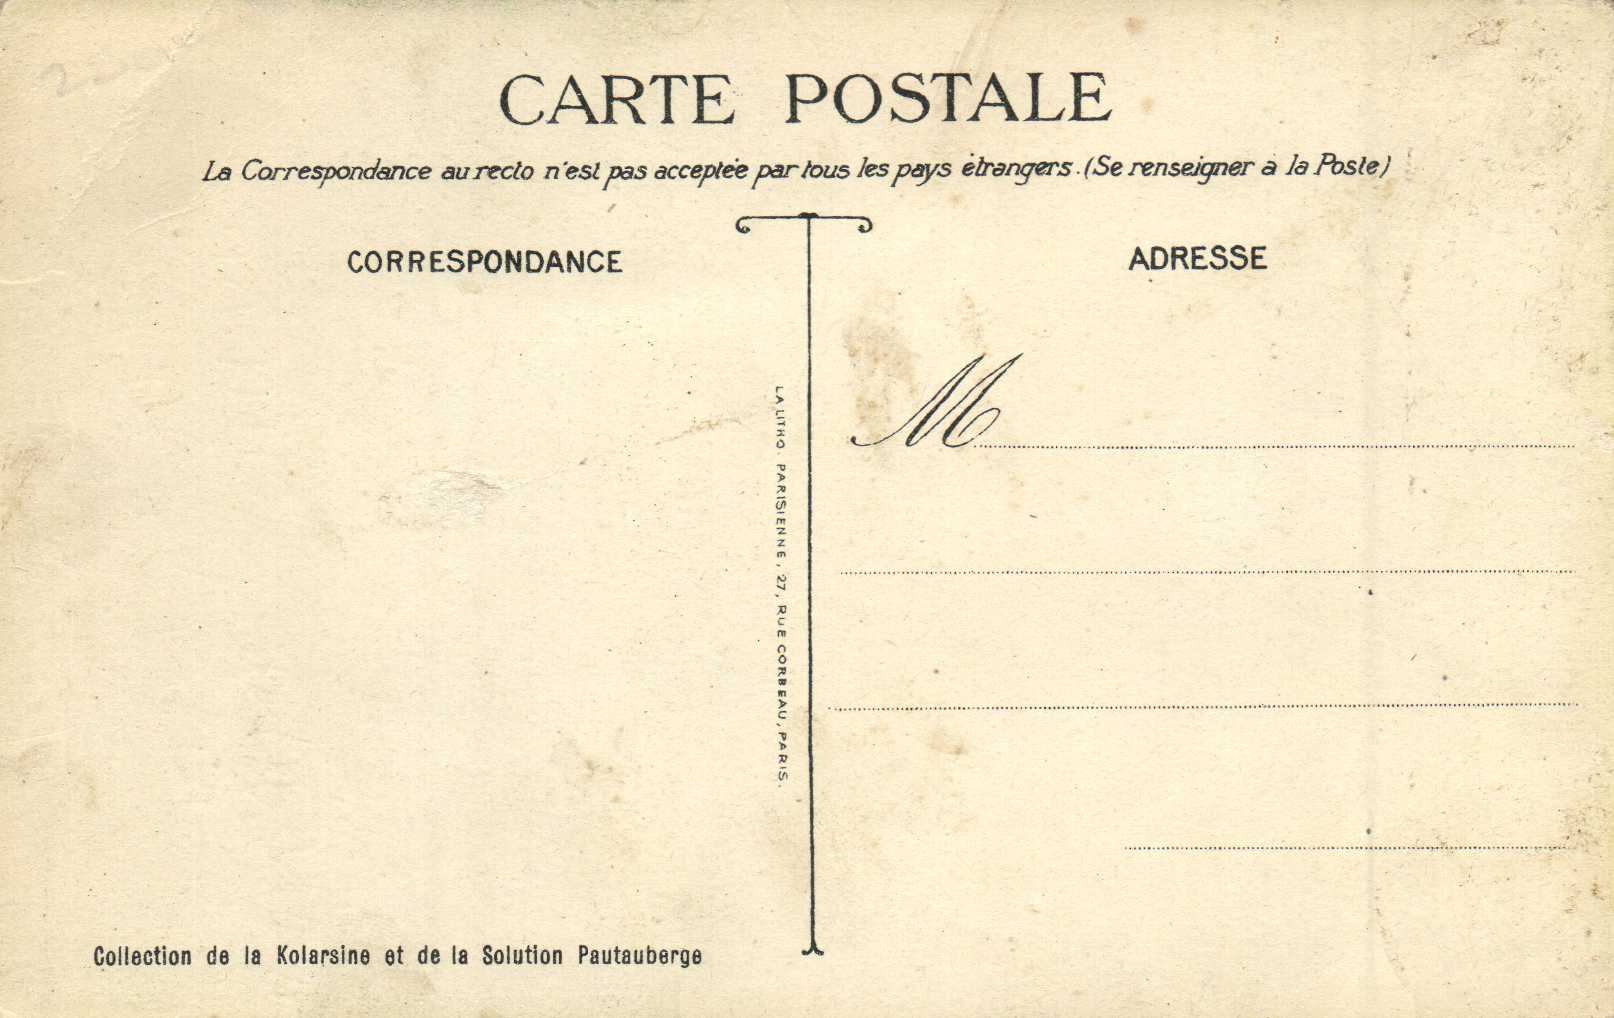 CARTE POSTALE
La Correspondance au recto n'est pas acceptée par tous les pays étrangers. (Se renseigner à la Poste)
CORRESPONDANCE
ADRESSE
M
LA LITHO. PARISIENNE, 27, RUE CORBEAU, PARIS.
Collection de la Kolarsine et de la Solution Pautauberge